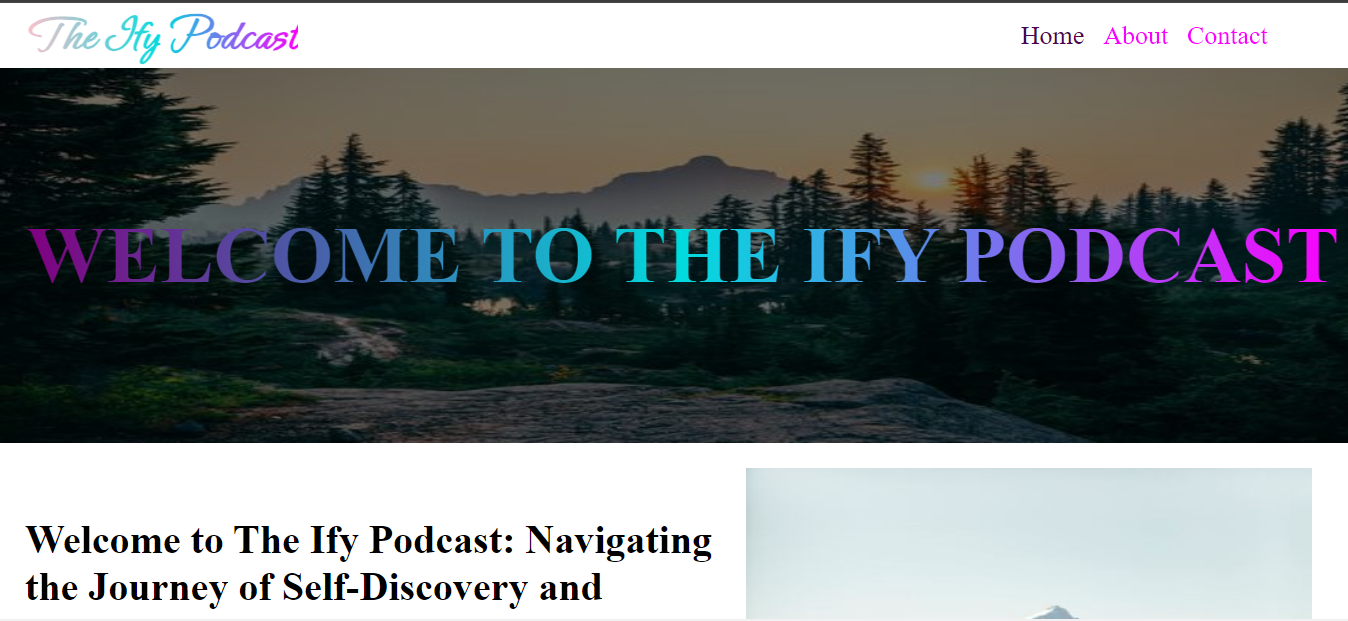 The Ify Podcast
Home About Contact
WELCOME TO THE IFY PODCAST
Welcome to The Ify Podcast: Navigating
the Journey of Self-Discovery and